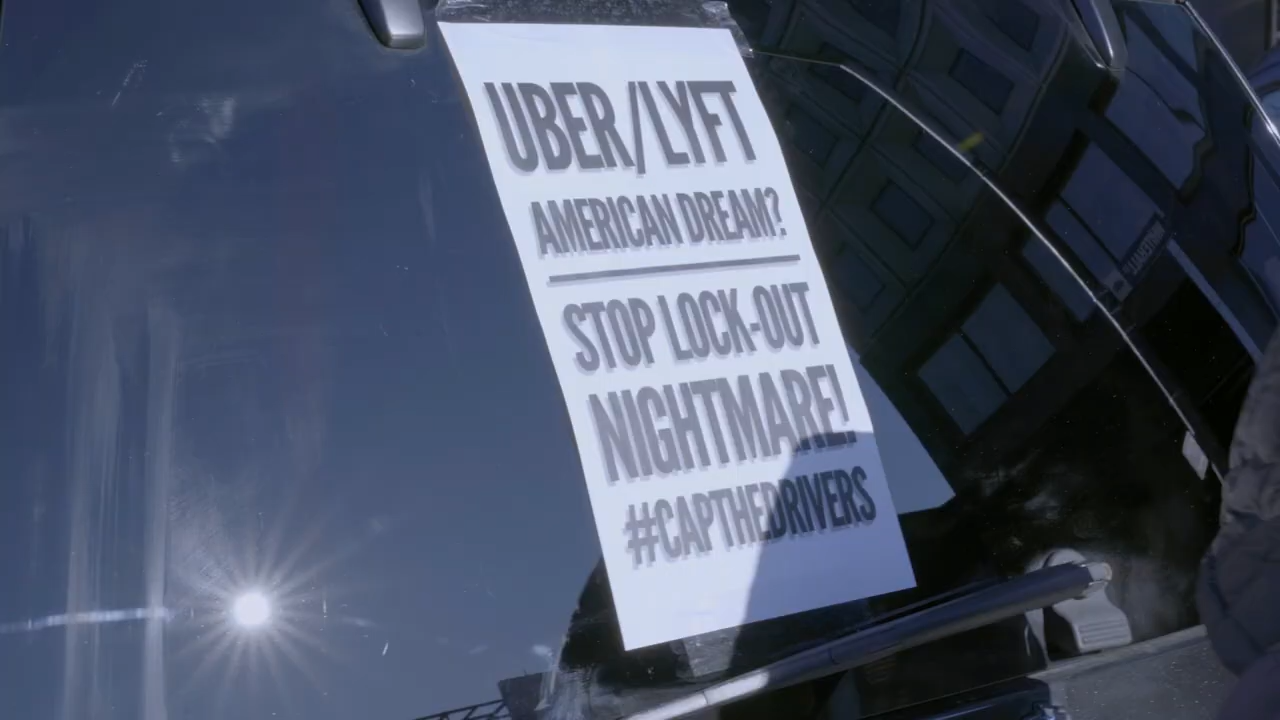 UBER/LYFT
AMERICAN DREAM?
STOP LOCK-OUT
NIGHTMARE!
#CAPTHEDRIVERS